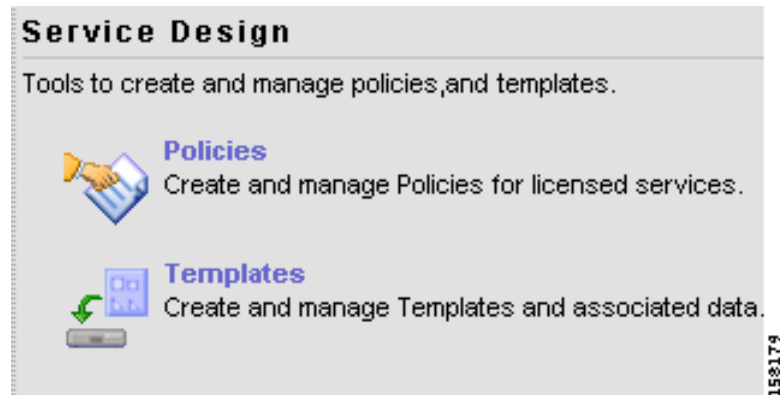 Service Design
Tools to create and manage policies,and templates.
Policies
Create and manage Policies for licensed services.
Templates
Create and manage Templates and associated data.
158174